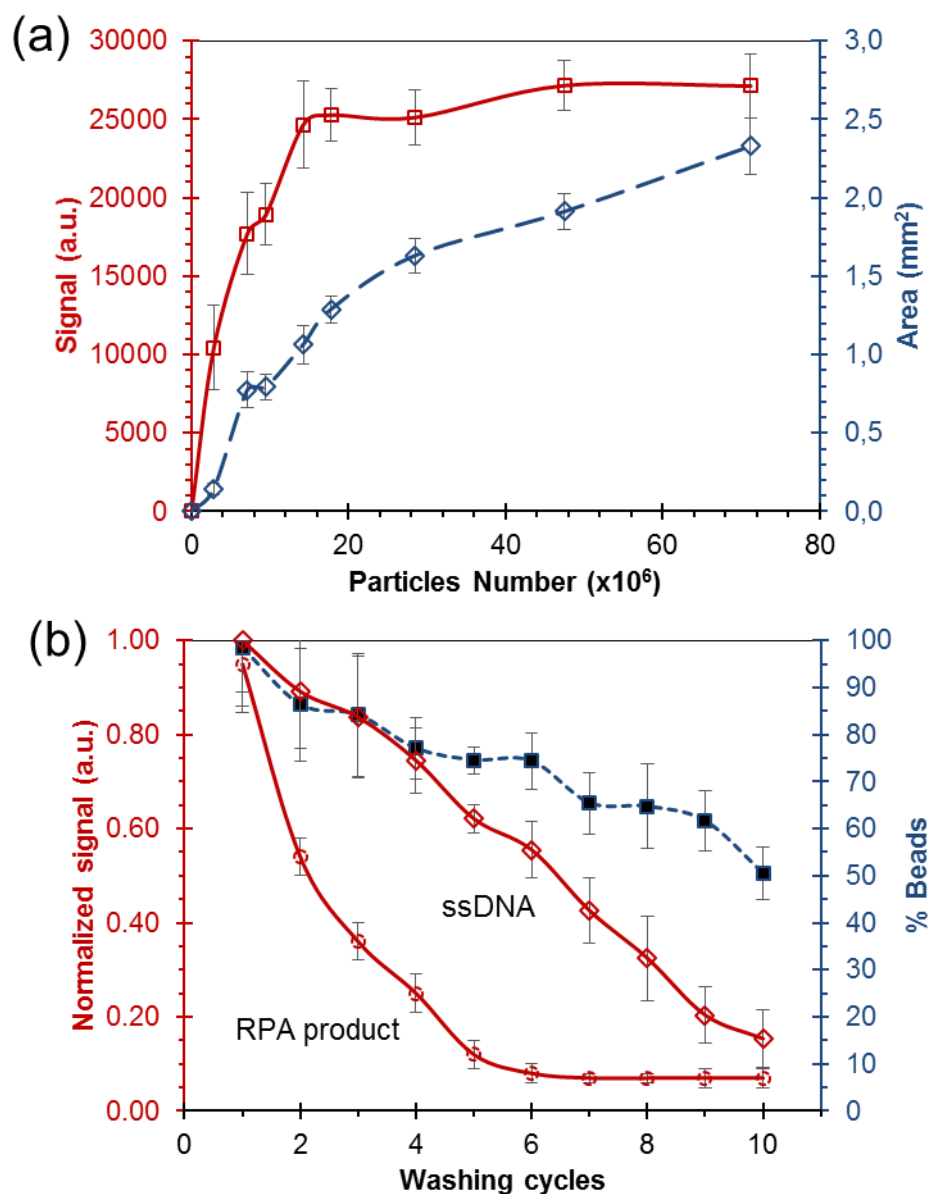 (a)
30000
25000
20000
15000
10000
5000
0
Signal (a.u.)
3,0
2,5
2,0
1,5
1,0
0,5
0,0
Area (mm²)
0 20 40 60 80
Particles Number (x10⁶)
(b)
1.00
0.80
0.60
0.40
0.20
0.00
Normalized signal (a.u.)
ssDNA
RPA product
100
90
80
70
60
50
40
30
20
10
0
% Beads
0 2 4 6 8 10
Washing cycles